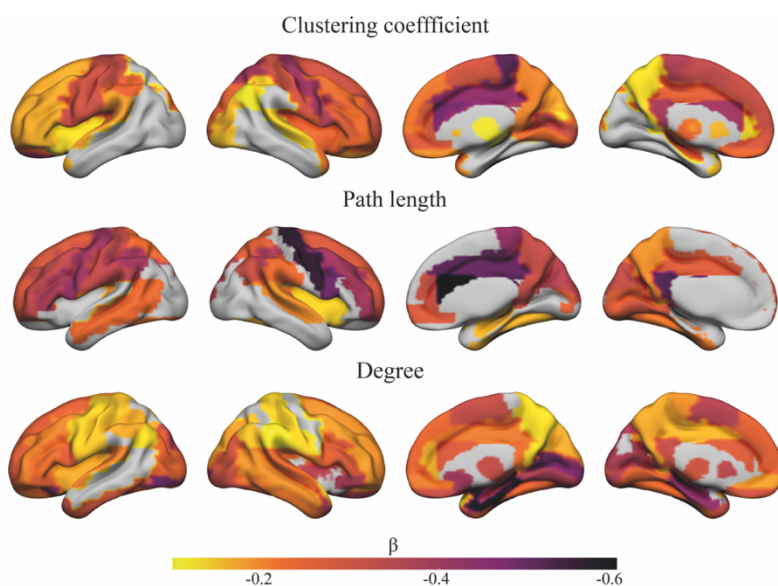 Clustering coeffficient
Path length
Degree
β
-0.2 -0.4 -0.6